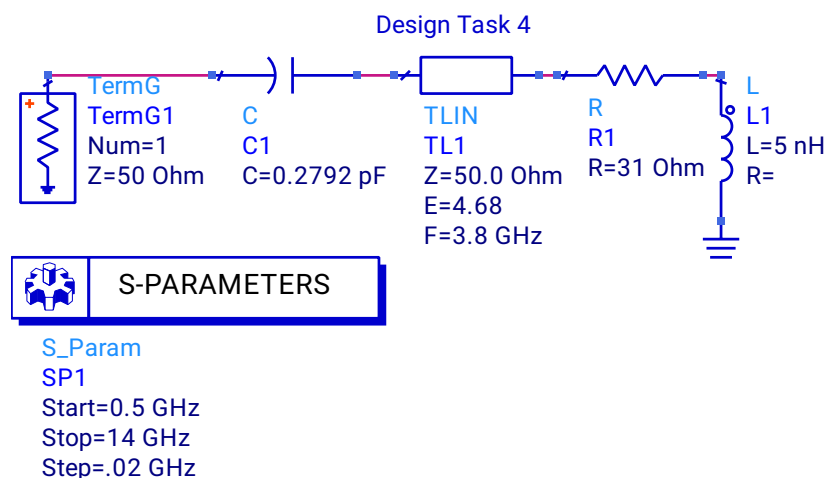 Design Task 4
TermG
TermG1
Num=1
Z=50 Ohm
C
C1
C=0.2792 pF
TLIN
TL1
Z=50.0 Ohm
E=4.68
F=3.8 GHz
R
R1
R=31 Ohm
L
L1
L=5 nH
R=
+
S-PARAMETERS
S_Param
SP1
Start=0.5 GHz
Stop=14 GHz
Step=.02 GHz